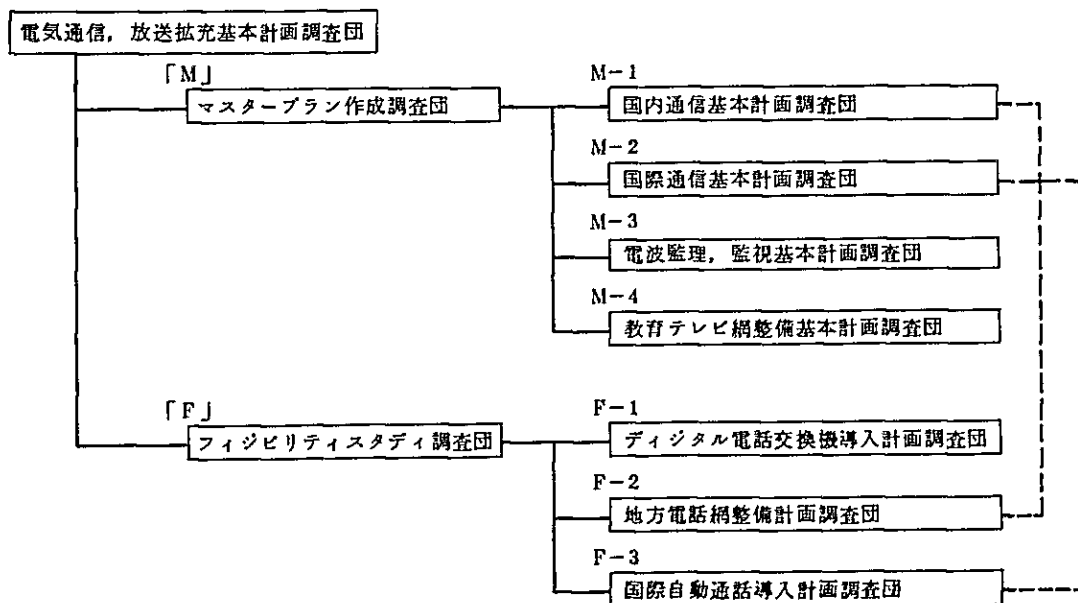 電気通信，放送拡充基本計画調査団
「M」
マスタープラン作成調査団
M-1
国内通信基本計画調査団
M-2
国際通信基本計画調査団
M-3
電波監理，監視基本計画調査団
M-4
教育テレビ網整備基本計画調査団
「F」
フィジビリティスタディ調査団
F-1
ディジタル電話交換機導入計画調査団
F-2
地方電話網整備計画調査団
F-3
国際自動通話導入計画調査団